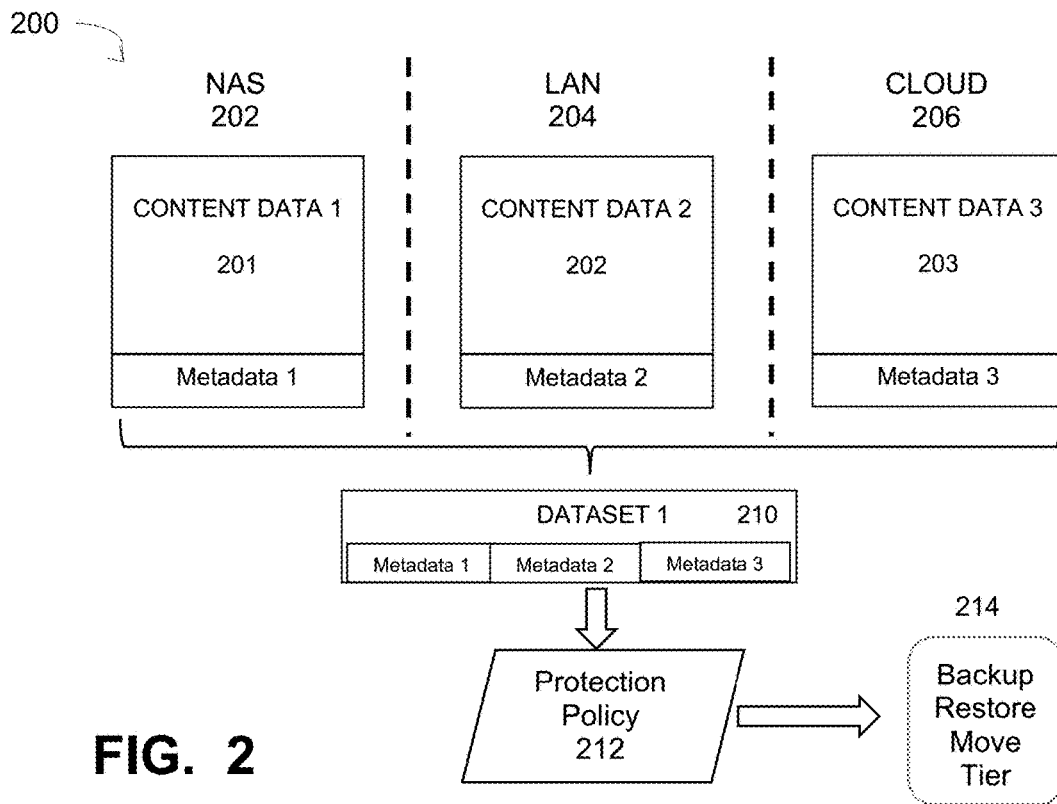 200
NAS
202
LAN
204
CLOUD
206
CONTENT DATA 1
201
Metadata 1
CONTENT DATA 2
202
Metadata 2
CONTENT DATA 3
203
Metadata 3
DATASET 1 210
Metadata 1 Metadata 2 Metadata 3
Protection
Policy
212
214
Backup
Restore
Move
Tier
FIG. 2